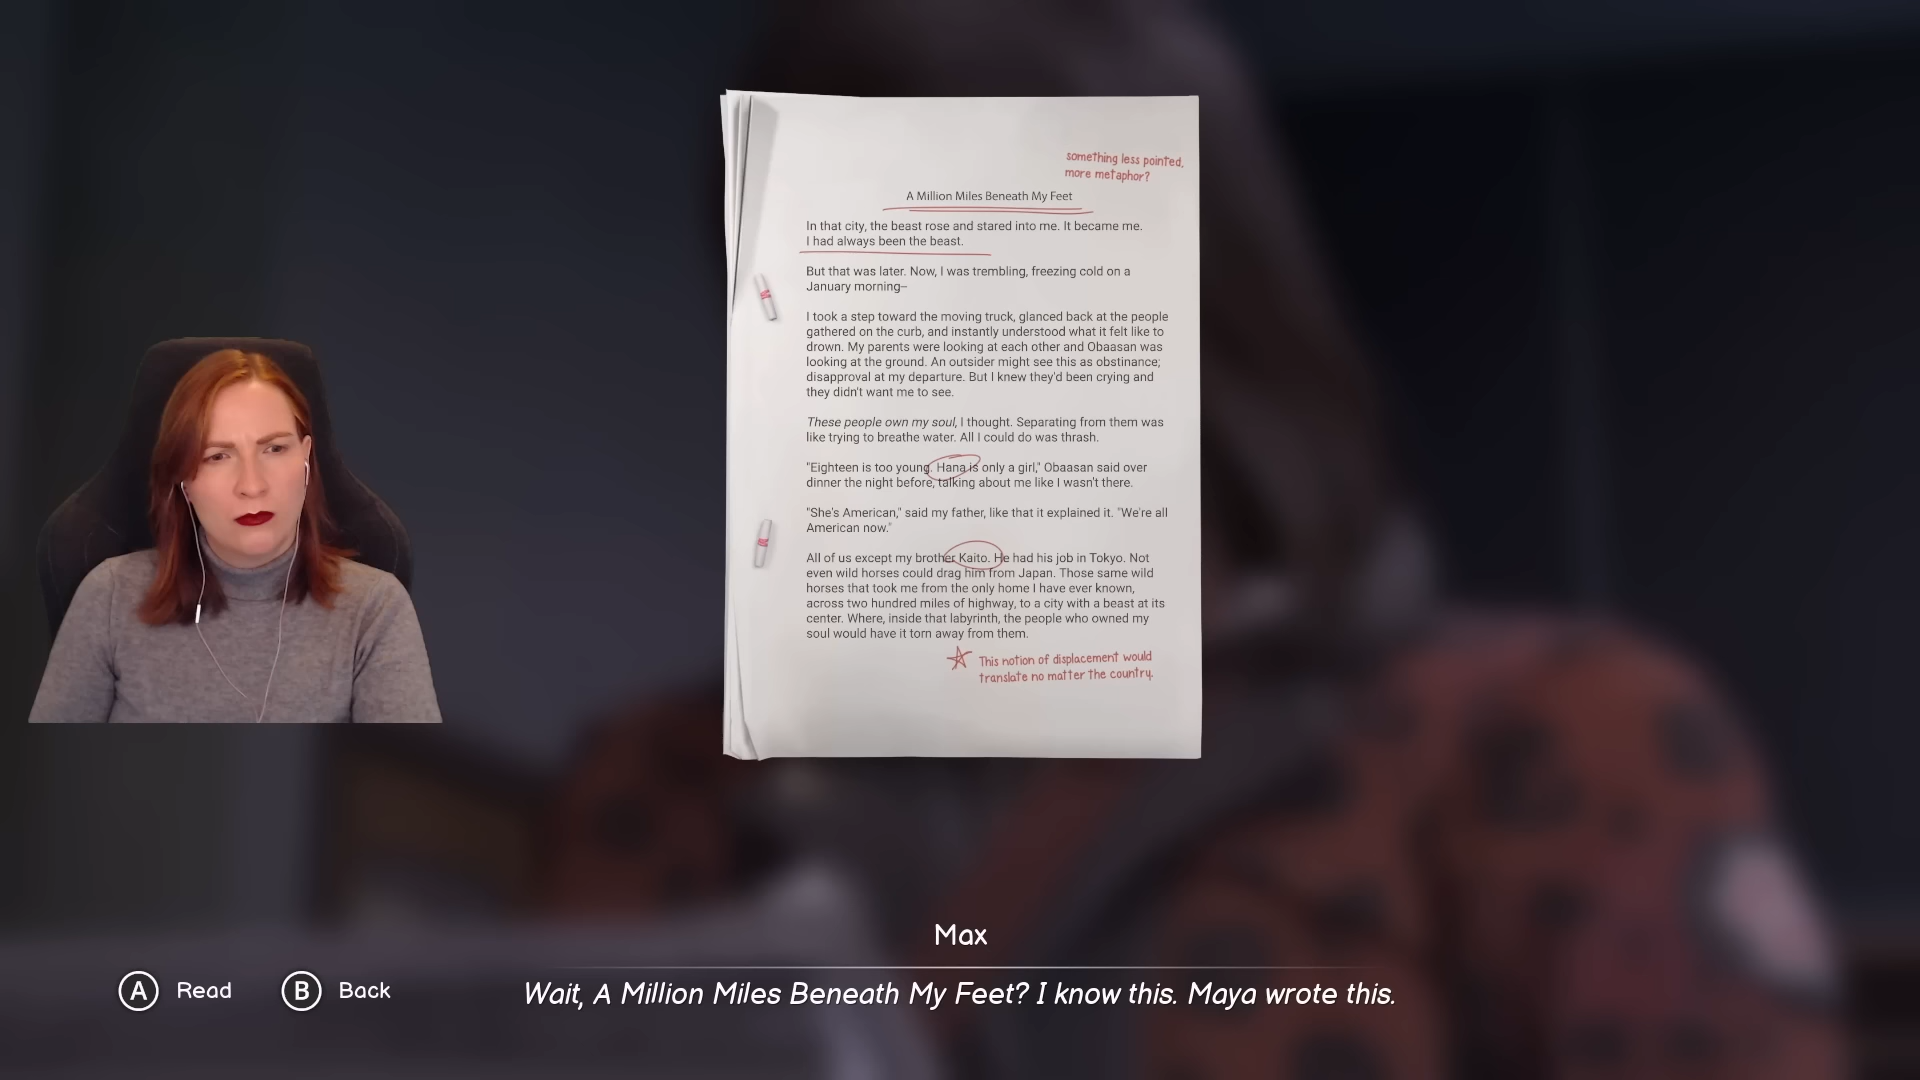 something less pointed.
more metaphor?
A Million Miles Beneath My Feet
In that city, the beast rose and stared into me. It became me.
I had always been the beast.
But that was later. Now, I was trembling, freezing cold on a
January morning–
I took a step toward the moving truck, glanced back at the people
gathered on the curb, and instantly understood what it felt like to
drown. My parents were looking at each other and Obaasan was
looking at the ground. An outsider might see this as obstinance;
disapproval at my departure. But I knew they'd been crying and
they didn't want me to see.
These people own my soul, I thought. Separating from them was
like trying to breathe water. All I could do was thrash.
"Eighteen is too young. Hana is only a girl," Obaasan said over
dinner the night before, talking about me like I wasn't there.
"She's American," said my father, like that it explained it. "We're all
American now."
All of us except my brother Kaito. He had his job in Tokyo. Not
even wild horses could drag him from Japan. Those same wild
horses that took me from the only home I have ever known,
across two hundred miles of highway, to a city with a beast at its
center. Where, inside that labyrinth, the people who owned my
soul would have it torn away from them.
This notion of displacement would
translate no matter the country.
Max
A Read B Back Wait, A Million Miles Beneath My Feet? I know this. Maya wrote this.